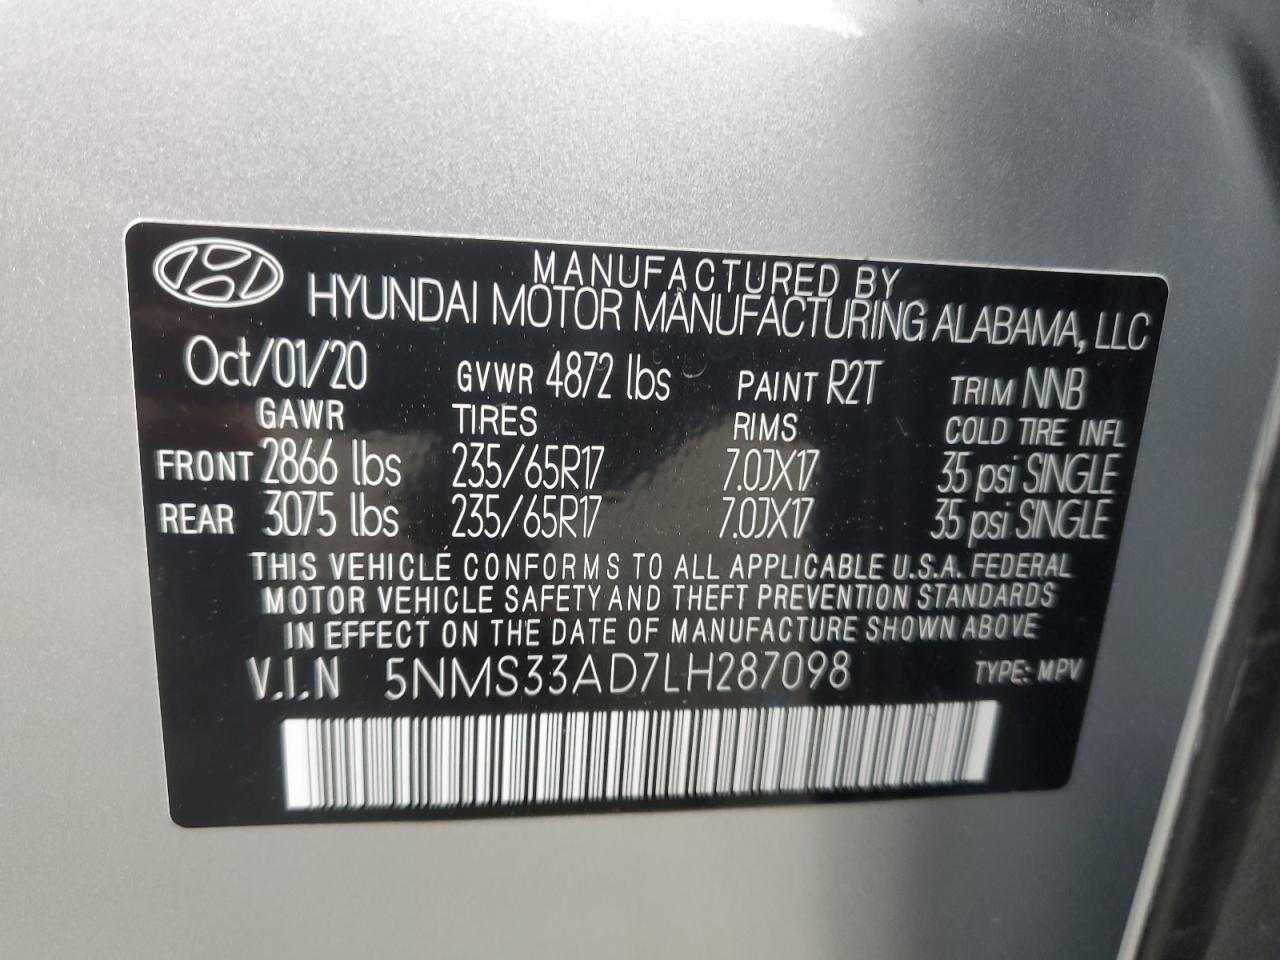 MANUFACTURED BY
HYUNDAI MOTOR MANUFACTURING ALABAMA, LLC
Oct/01/20 GVWR 4872 lbs PAINT R2T TRIM NNB
GAWR TIRES RIMS COLD TIRE INFL
FRONT 2866 lbs 235/65R17 7.0JX17 35 psi SINGLE
REAR 3075 lbs 235/65R17 7.0JX17 35 psi SINGLE
THIS VEHICLE CONFORMS TO ALL APPLICABLE U.S.A. FEDERAL
MOTOR VEHICLE SAFETY AND THEFT PREVENTION STANDARDS
IN EFFECT ON THE DATE OF MANUFACTURE SHOWN ABOVE
V.I.N 5NMS33AD7LH287098 TYPE: MPV